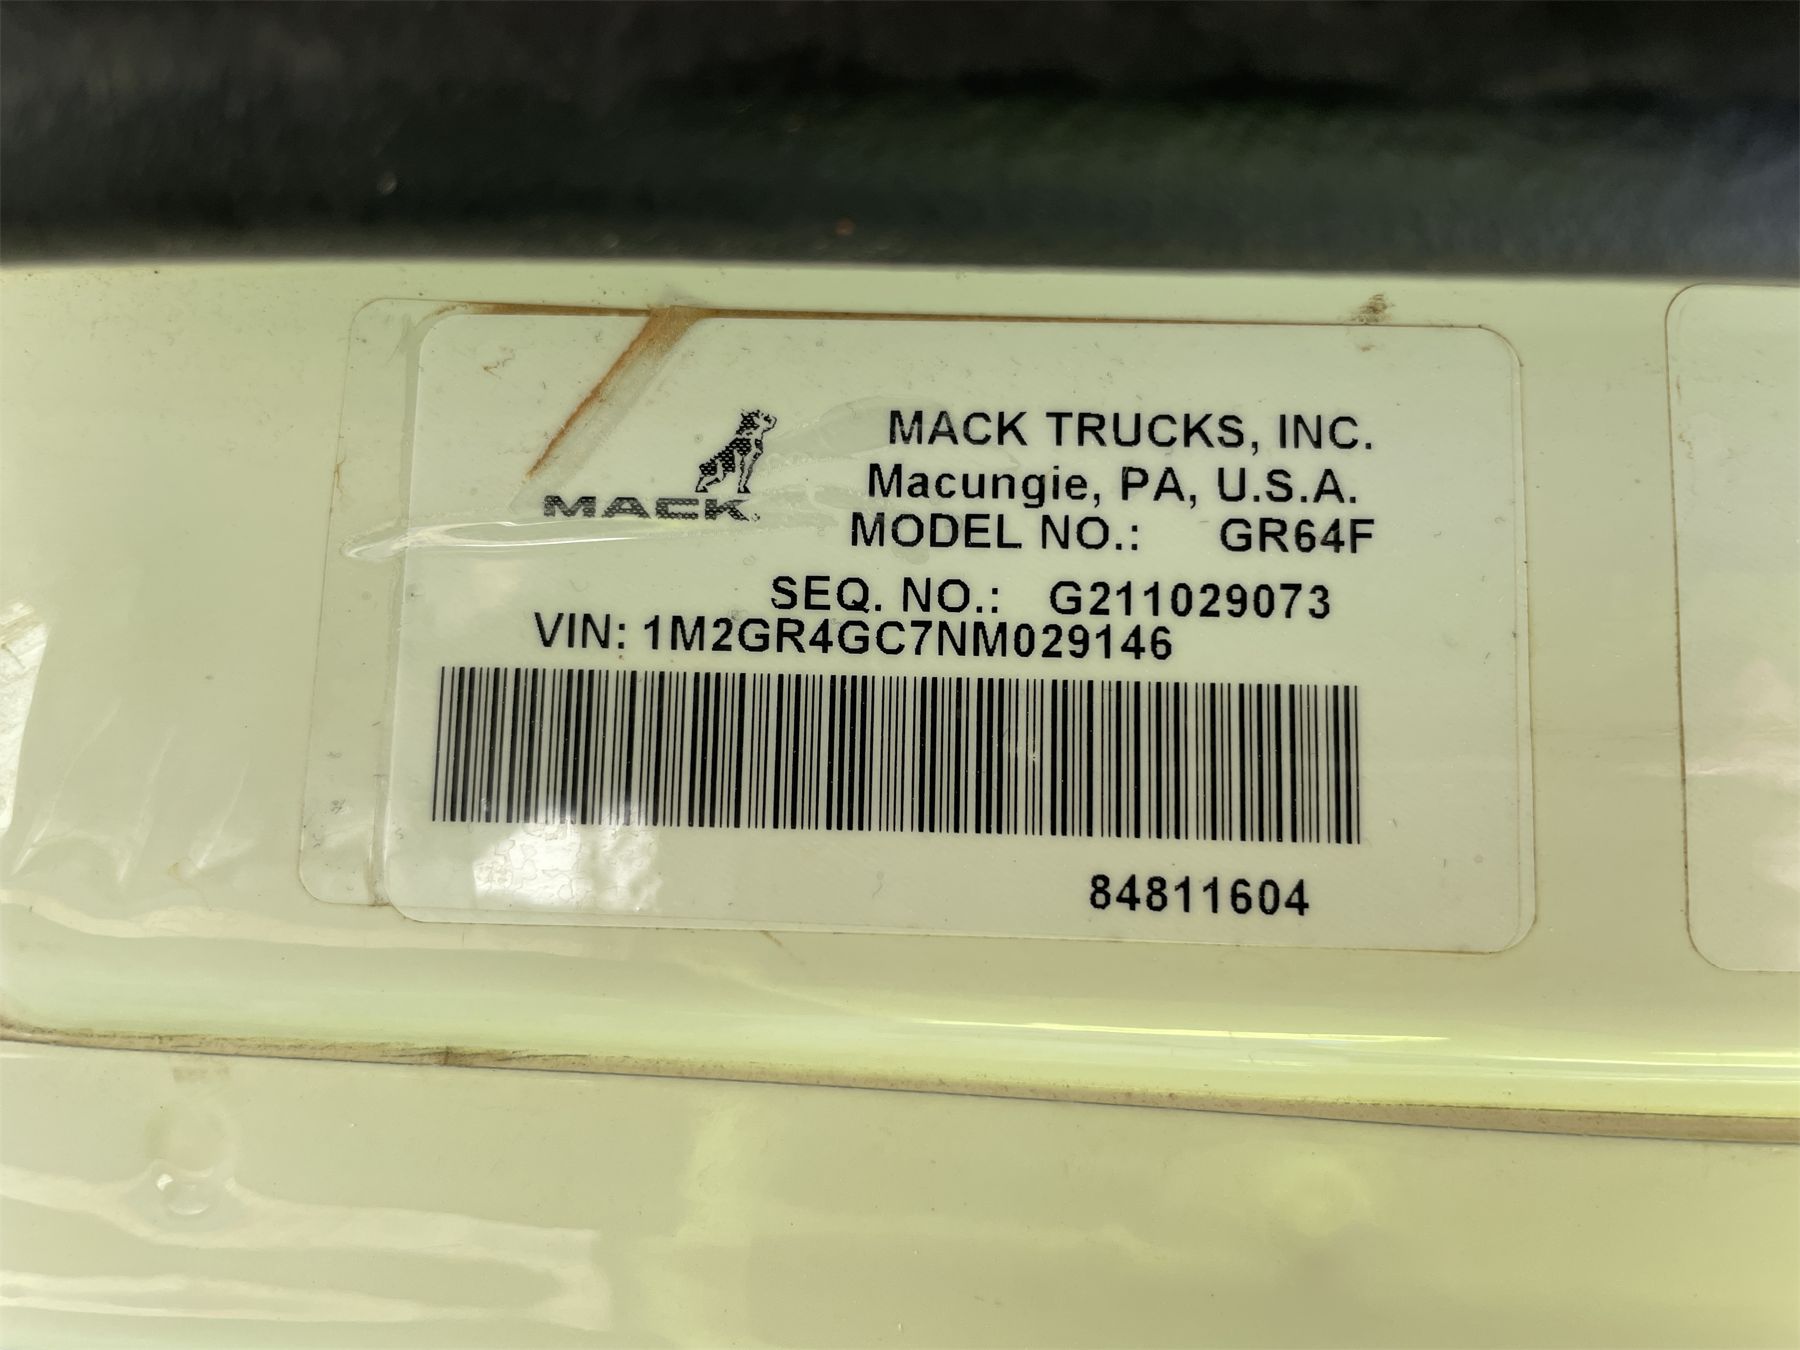 MACK TRUCKS, INC.
Macungie, PA, U.S.A.
MACK
MODEL NO.: GR64F
SEQ. NO.: G211029073
VIN: 1M2GR4GC7NM029146
84811604